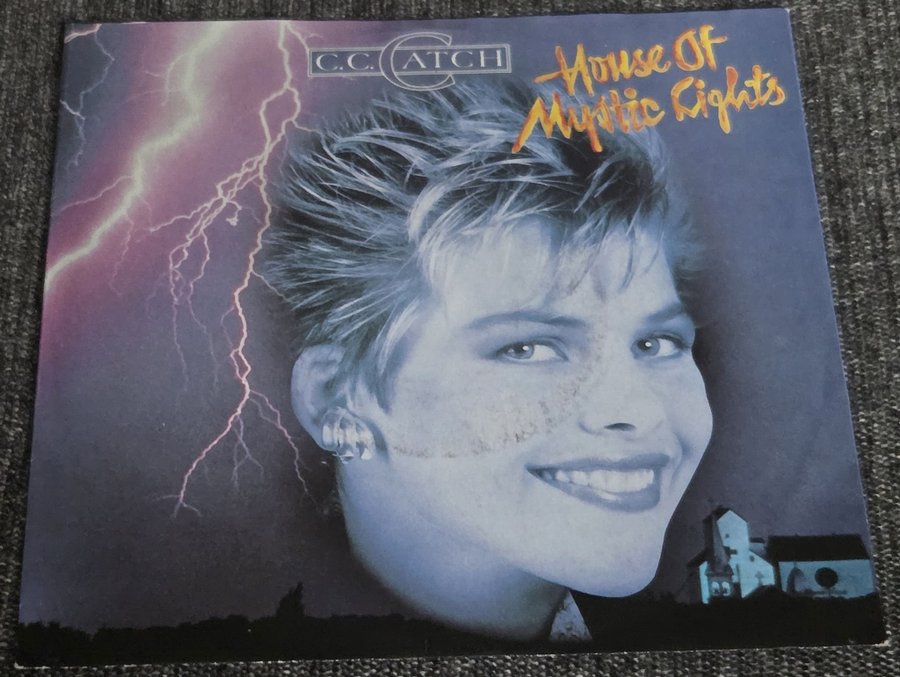 C.C. CATCH
House Of
Mystic Lights